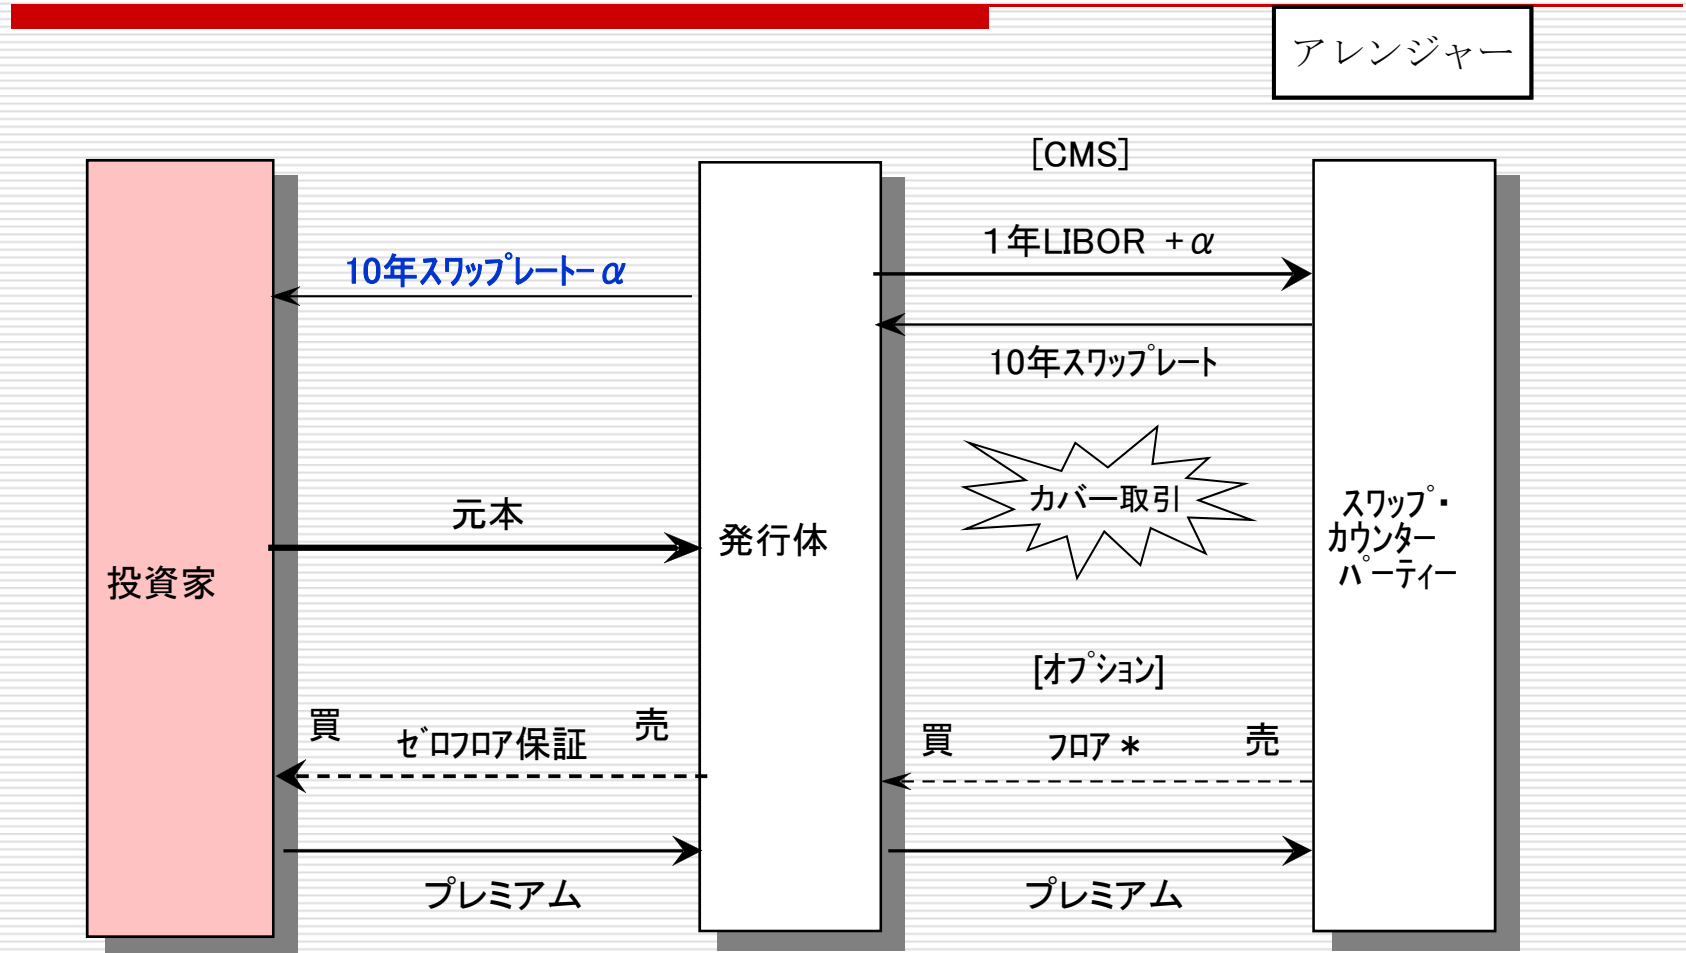 アレンジャー
[CMS]
1年LIBOR +α
10年ｽﾜｯﾌﾟﾚｰﾄ-α
10年ｽﾜｯﾌﾟﾚｰﾄ
カバー取引
元本
発行体
投資家
ｽﾜｯﾌﾟ・
ｶｳﾝﾀｰ
ﾊﾟｰﾃｨｰ
[ｵﾌﾟｼｮﾝ]
買 ｾﾞﾛﾌﾛｱ保証 売
買 ﾌﾛｱ＊ 売
プレミアム
プレミアム